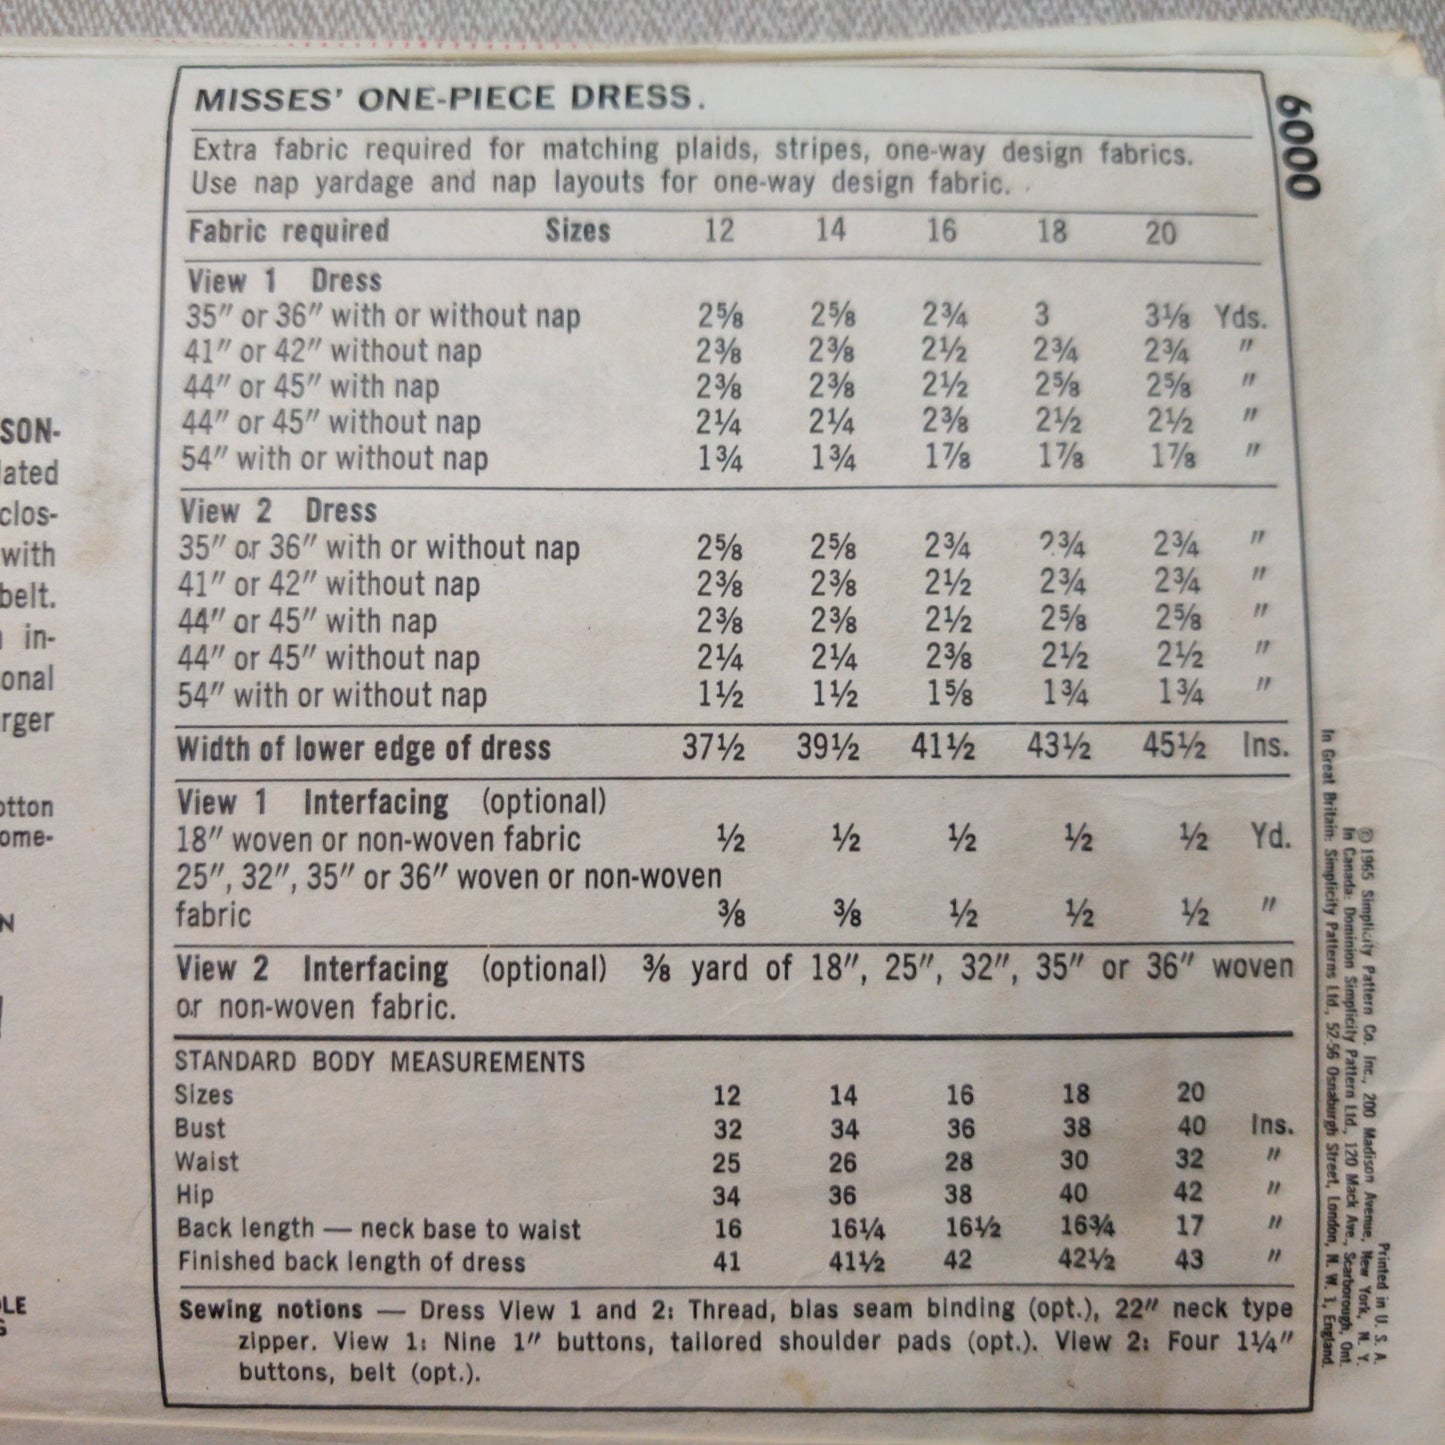 MISSES' ONE-PIECE DRESS.
6000
Extra fabric required for matching plaids, stripes, one-way design fabrics.
Use nap yardage and nap layouts for one-way design fabric.
Fabric required Sizes 12 14 16 18 20
View 1 Dress
35" or 36" with or without nap 2⅝ 2⅝ 2¾ 3 3⅛ Yds.
41" or 42" without nap 2⅜ 2⅜ 2½ 2¾ 2¾ "
44" or 45" with nap 2⅜ 2⅜ 2½ 2⅝ 2⅝ "
44" or 45" without nap 2¼ 2¼ 2⅜ 2½ 2½ "
54" with or without nap 1¾ 1¾ 1⅞ 1⅞ 1⅞ "
View 2 Dress
35" or 36" with or without nap 2⅝ 2⅝ 2¾ 2¾ 2¾ "
41" or 42" without nap 2⅜ 2⅜ 2½ 2¾ 2¾ "
44" or 45" with nap 2⅜ 2⅜ 2½ 2⅝ 2⅝ "
44" or 45" without nap 2¼ 2¼ 2⅜ 2½ 2½ "
54" with or without nap 1½ 1½ 1⅝ 1¾ 1¾ "
Width of lower edge of dress 37½ 39½ 41½ 43½ 45½ Ins.
View 1 Interfacing (optional)
18" woven or non-woven fabric ½ ½ ½ ½ ½ Yd.
25", 32", 35" or 36" woven or non-woven
fabric ⅜ ⅜ ½ ½ ½ "
View 2 Interfacing (optional) ⅜ yard of 18", 25", 32", 35" or 36" woven
or non-woven fabric.
STANDARD BODY MEASUREMENTS
Sizes 12 14 16 18 20
Bust 32 34 36 38 40 Ins.
Waist 25 26 28 30 32 "
Hip 34 36 38 40 42 "
Back length — neck base to waist 16 16¼ 16½ 16¾ 17 "
Finished back length of dress 41 41½ 42 42½ 43 "
Sewing notions — Dress View 1 and 2: Thread, bias seam binding (opt.), 22" neck type
zipper. View 1: Nine 1" buttons, tailored shoulder pads (opt.). View 2: Four 1¼"
buttons, belt (opt.).
Printed in U. S. A.
© 1965 Simplicity Pattern Co. Inc., 200 Madison Avenue, New York, N. Y.
In Canada: Dominion Simplicity Pattern Ltd., 120 Mack Ave., Scarborough, Ont.
In Great Britain: Simplicity Patterns Ltd., 52-56 Osnaburgh Street, London, N. W. 1, England.
SON-
lated
clos-
with
belt.
in-
onal
rger
otton
ome-
N
LE